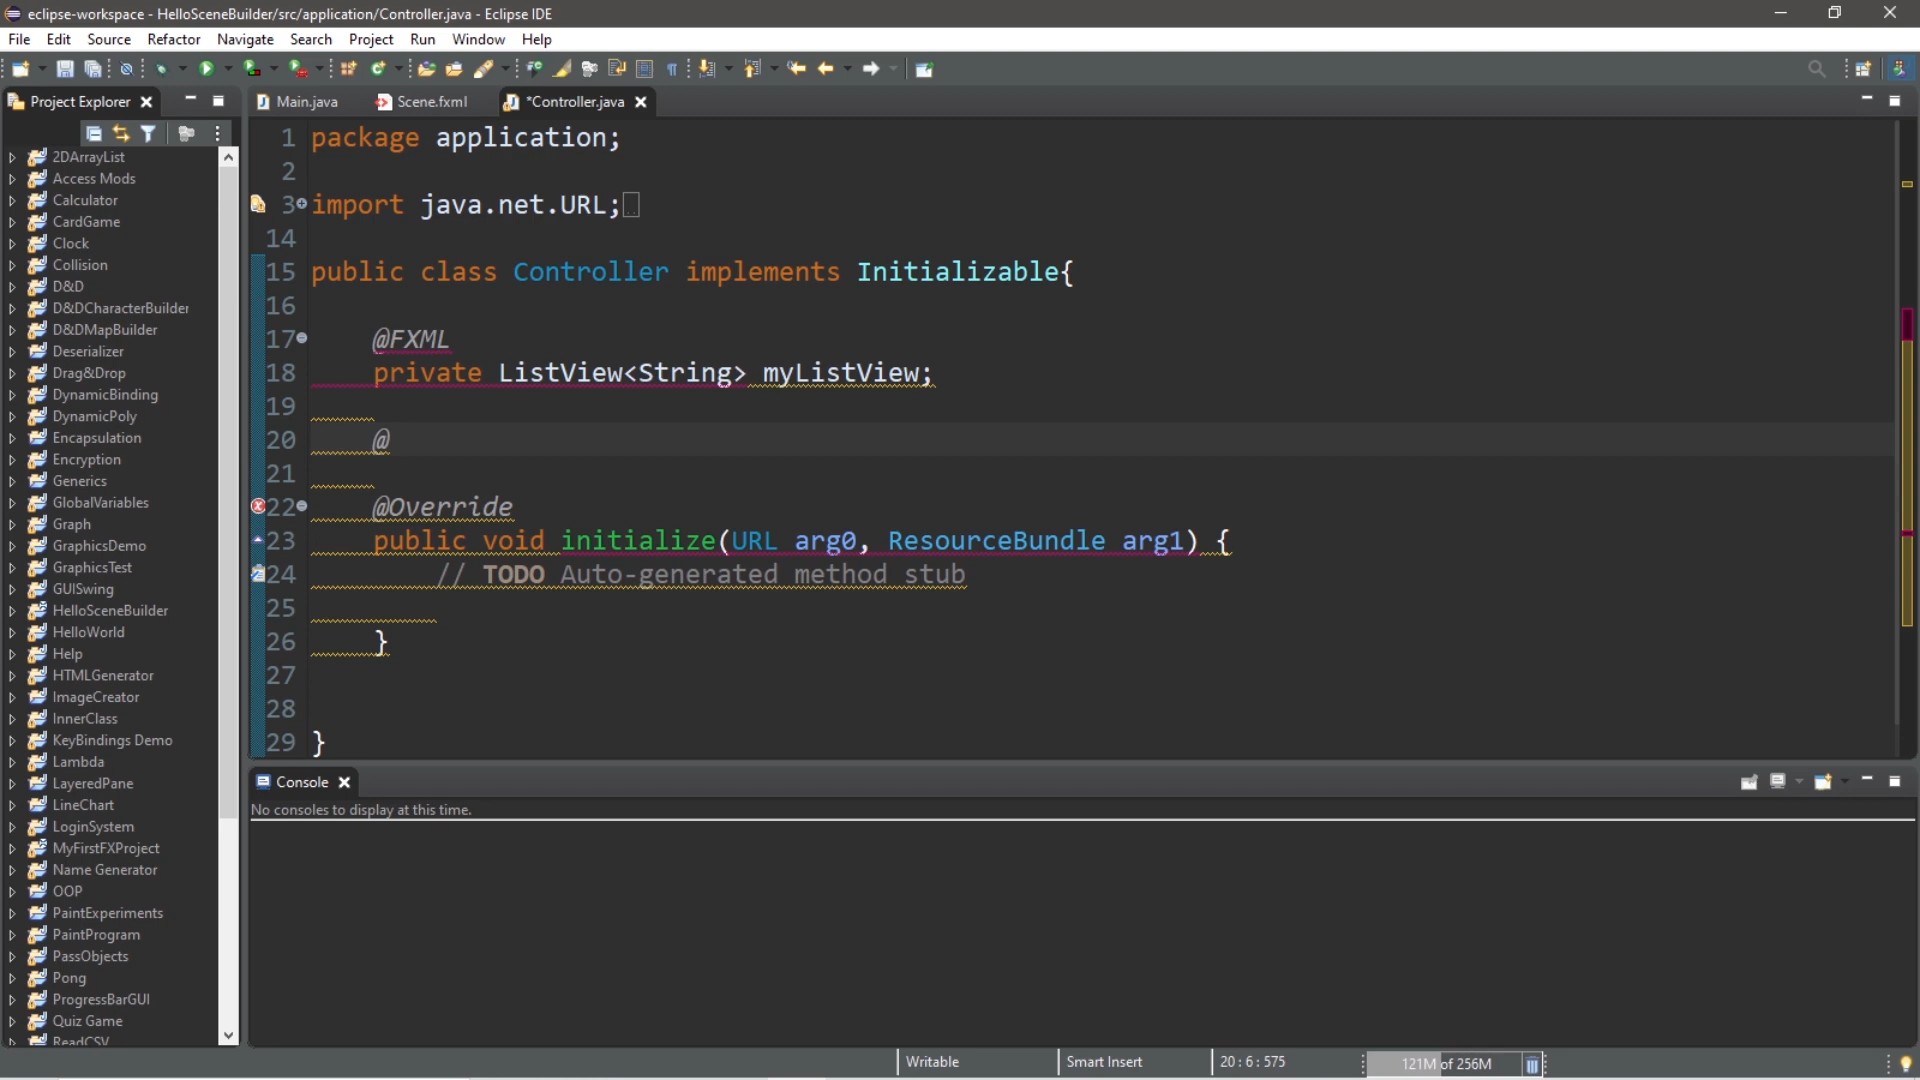 eclipse-workspace - HelloSceneBuilder/src/application/Controller.java - Eclipse IDE
File Edit Source Refactor Navigate Search Project Run Window Help
Project Explorer
Main.java Scene.fxml *Controller.java
2DArrayList
Access Mods
Calculator
CardGame
Clock
Collision
D&D
D&DCharacterBuilder
D&DMapBuilder
Deserializer
Drag&Drop
DynamicBinding
DynamicPoly
Encapsulation
Encryption
Generics
GlobalVariables
Graph
GraphicsDemo
GraphicsTest
GUISwing
HelloSceneBuilder
HelloWorld
Help
HTMLGenerator
ImageCreator
InnerClass
KeyBindings Demo
Lambda
LayeredPane
LineChart
LoginSystem
MyFirstFXProject
Name Generator
OOP
PaintExperiments
PaintProgram
PassObjects
Pong
ProgressBarGUI
Quiz Game
ReadCSV
1 package application;
2
3 import java.net.URL;
14
15 public class Controller implements Initializable{
16
17 @FXML
18 private ListView<String> myListView;
19
20 @
21
22 @Override
23 public void initialize(URL arg0, ResourceBundle arg1) {
24 // TODO Auto-generated method stub
25
26 }
27
28
29 }
Console
No consoles to display at this time.
Writable Smart Insert 20 : 6 : 575 121M of 256M